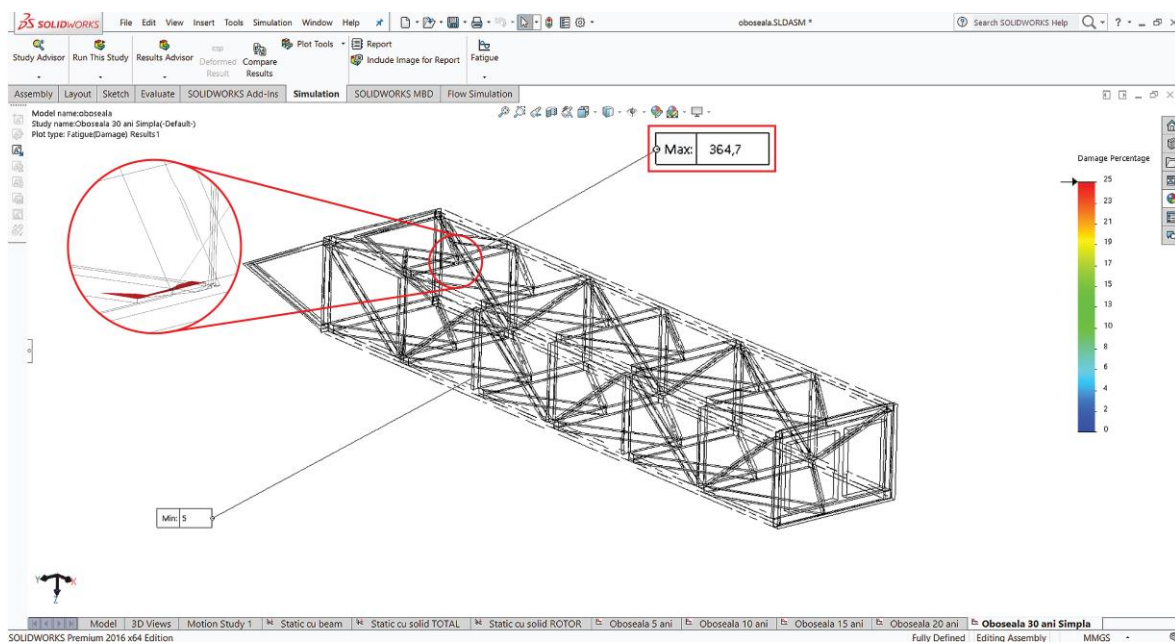 SOLIDWORKS File Edit View Insert Tools Simulation Window Help oboseala.SLDASM * Search SOLIDWORKS Help
Study Advisor Run This Study Results Advisor Deformed Result Compare Results Plot Tools Report Include Image for Report Fatigue
Assembly Layout Sketch Evaluate SOLIDWORKS Add-Ins Simulation SOLIDWORKS MBD Flow Simulation
Model name:oboseala
Study name:Oboseala 30 ani Simpla(-Default-)
Plot type: Fatigue(Damage) Results1
Max: 364,7
Damage Percentage
25
23
21
19
17
15
13
10
8
6
4
2
0
Min: 5
Y X
Z
Model 3D Views Motion Study 1 Static cu beam Static cu solid TOTAL Static cu solid ROTOR Oboseala 5 ani Oboseala 10 ani Oboseala 15 ani Oboseala 20 ani Oboseala 30 ani Simpla
SOLIDWORKS Premium 2016 x64 Edition Fully Defined Editing Assembly MMGS